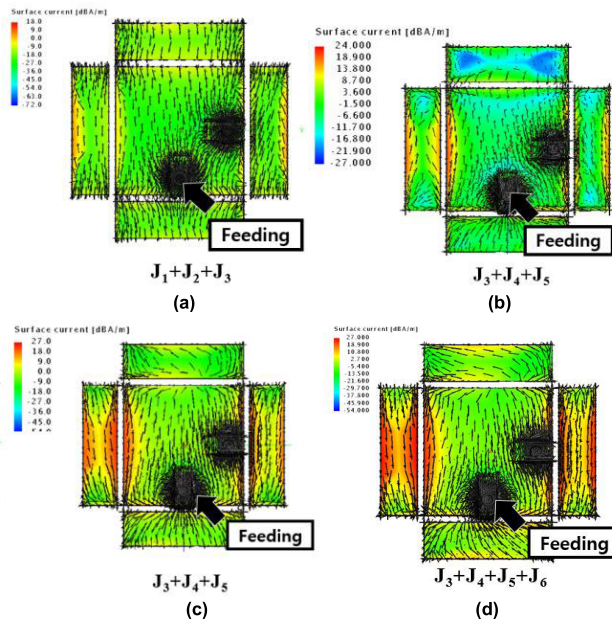 Surface current [dBA/m]
18.0
9.0
0.0
-9.0
-18.0
-27.0
-36.0
-45.0
-54.0
-63.0
-72.0
Feeding
J₁+J₂+J₃
(a)
Surface current [dBA/m]
24.000
18.900
13.800
8.700
3.600
-1.500
-6.600
-11.700
-16.800
-21.900
-27.000
Feeding
J₃+J₄+J₅
(b)
Surface current [dBA/m]
27.0
18.0
9.0
0.0
-9.0
-18.0
-27.0
-36.0
-45.0
-54.0
Feeding
J₃+J₄+J₅
(c)
Surface current [dBA/m]
27.000
18.900
10.800
2.700
-5.400
-13.500
-21.600
-29.700
-37.800
-45.900
-54.000
Feeding
J₃+J₄+J₅+J₆
(d)